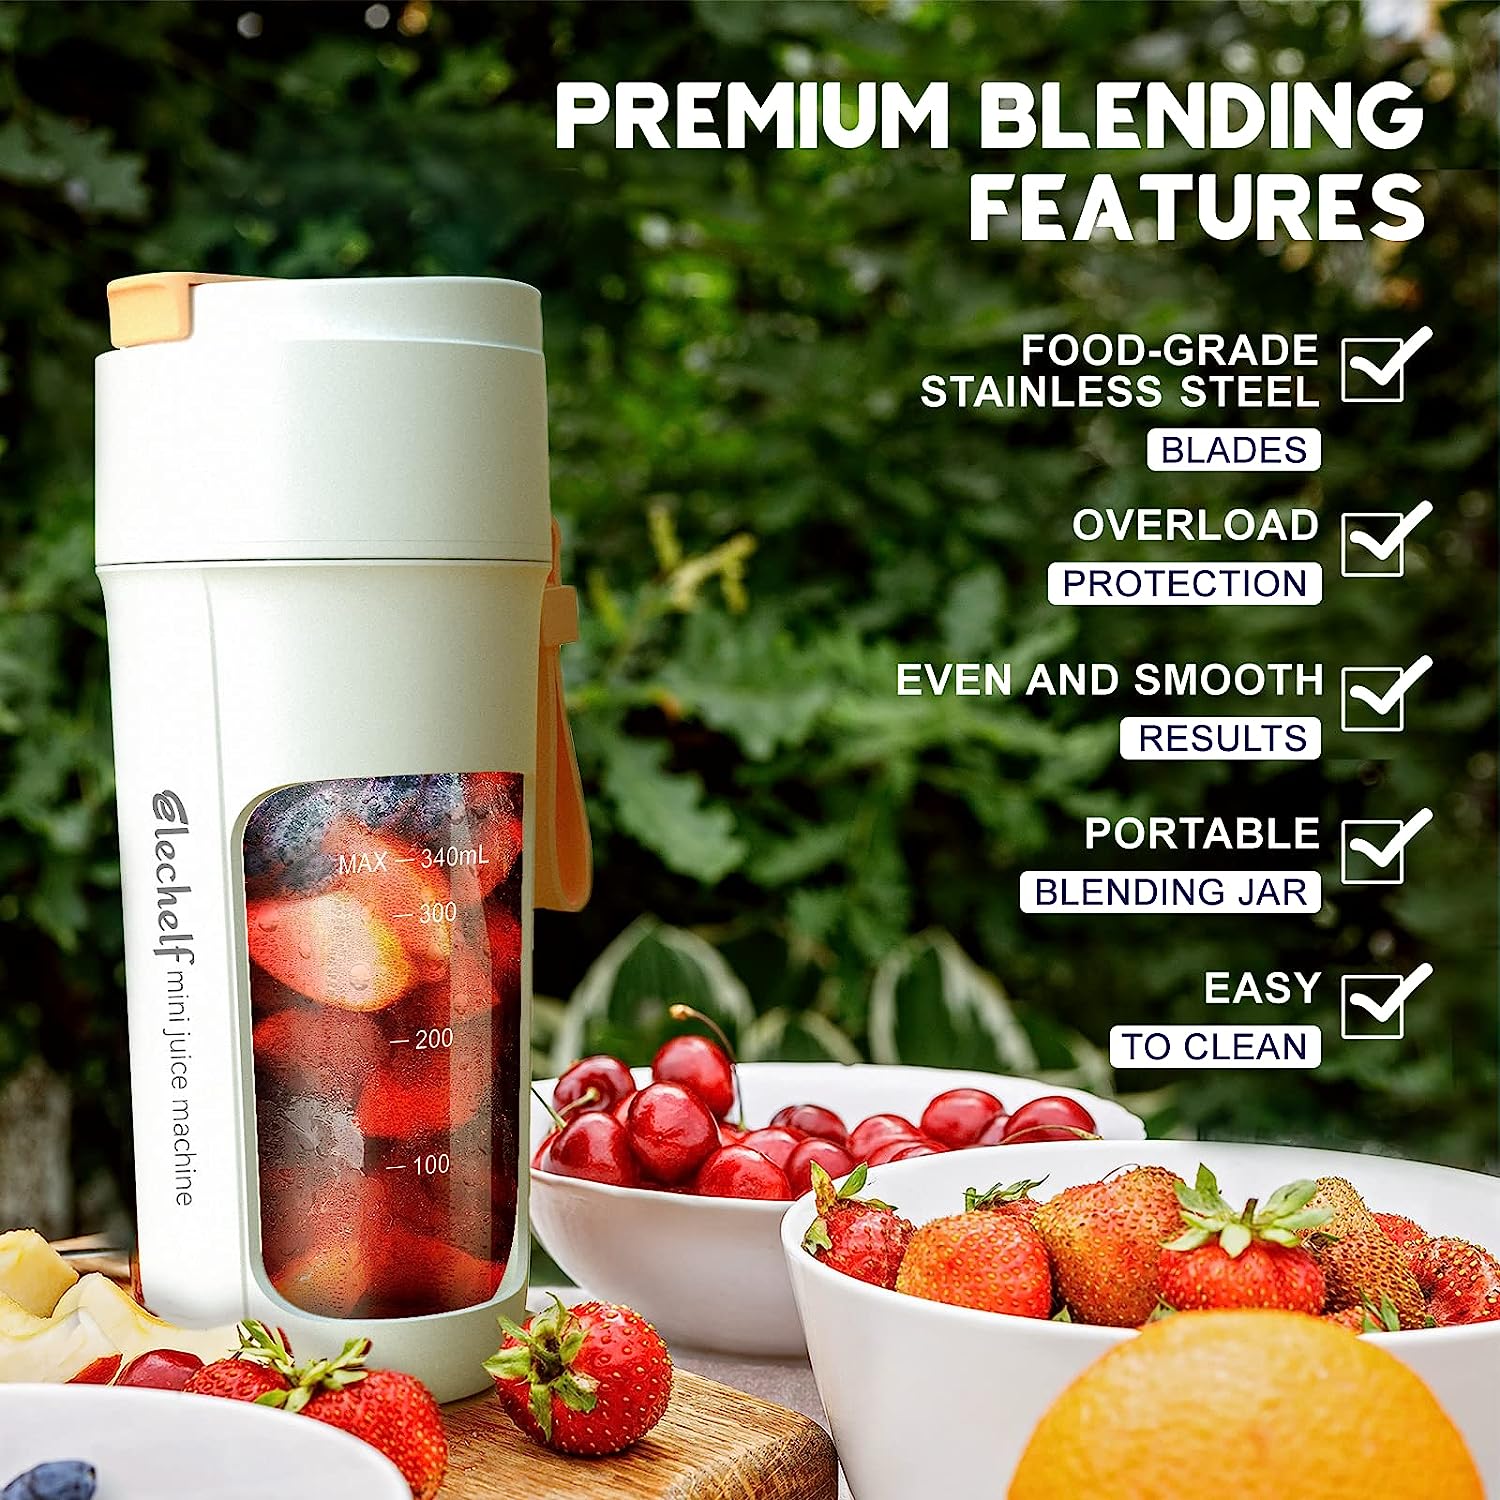 PREMIUM BLENDING
FEATURES
FOOD-GRADE
STAINLESS STEEL
BLADES
OVERLOAD
PROTECTION
EVEN AND SMOOTH
RESULTS
PORTABLE
BLENDING JAR
EASY
TO CLEAN
Elechelf mini juice machine
MAX — 340mL
300
200
100